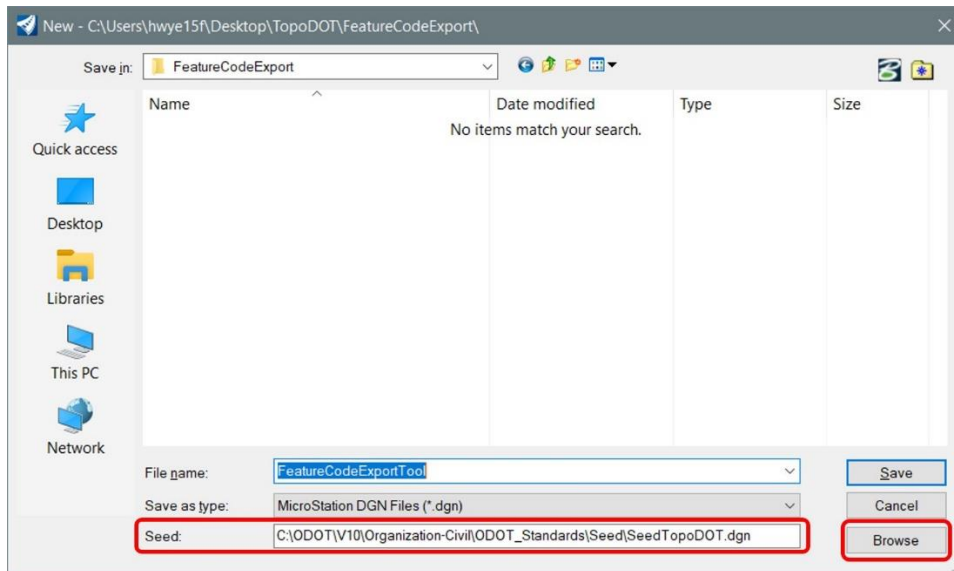 New - C:\Users\hwye15f\Desktop\TopoDOT\FeatureCodeExport\
Save in: FeatureCodeExport
Name Date modified Type Size
No items match your search.
Quick access
Desktop
Libraries
This PC
Network
File name: FeatureCodeExportTool Save
Save as type: MicroStation DGN Files (*.dgn) Cancel
Seed: C:\ODOT\V10\Organization-Civil\ODOT_Standards\Seed\SeedTopoDOT.dgn Browse